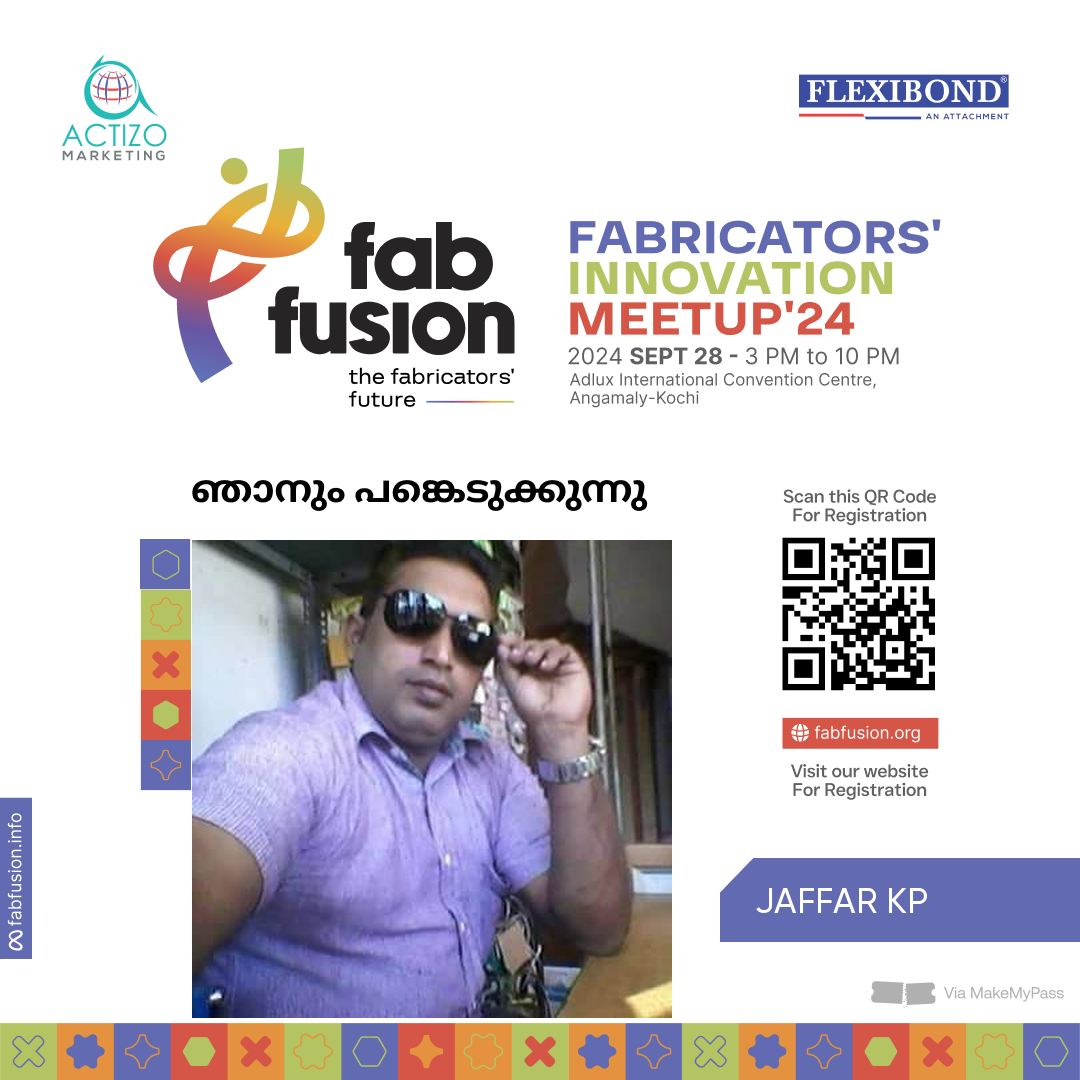 ACTIZO
MARKETING
FLEXIBOND®
AN ATTACHMENT
fab
fusion
the fabricators'
future
FABRICATORS'
INNOVATION
MEETUP'24
2024 SEPT 28 - 3 PM to 10 PM
Adlux International Convention Centre,
Angamaly-Kochi
ഞാനും പങ്കെടുക്കുന്നു
Scan this QR Code
For Registration
fabfusion.org
Visit our website
For Registration
fabfusion.info
JAFFAR KP
Via MakeMyPass